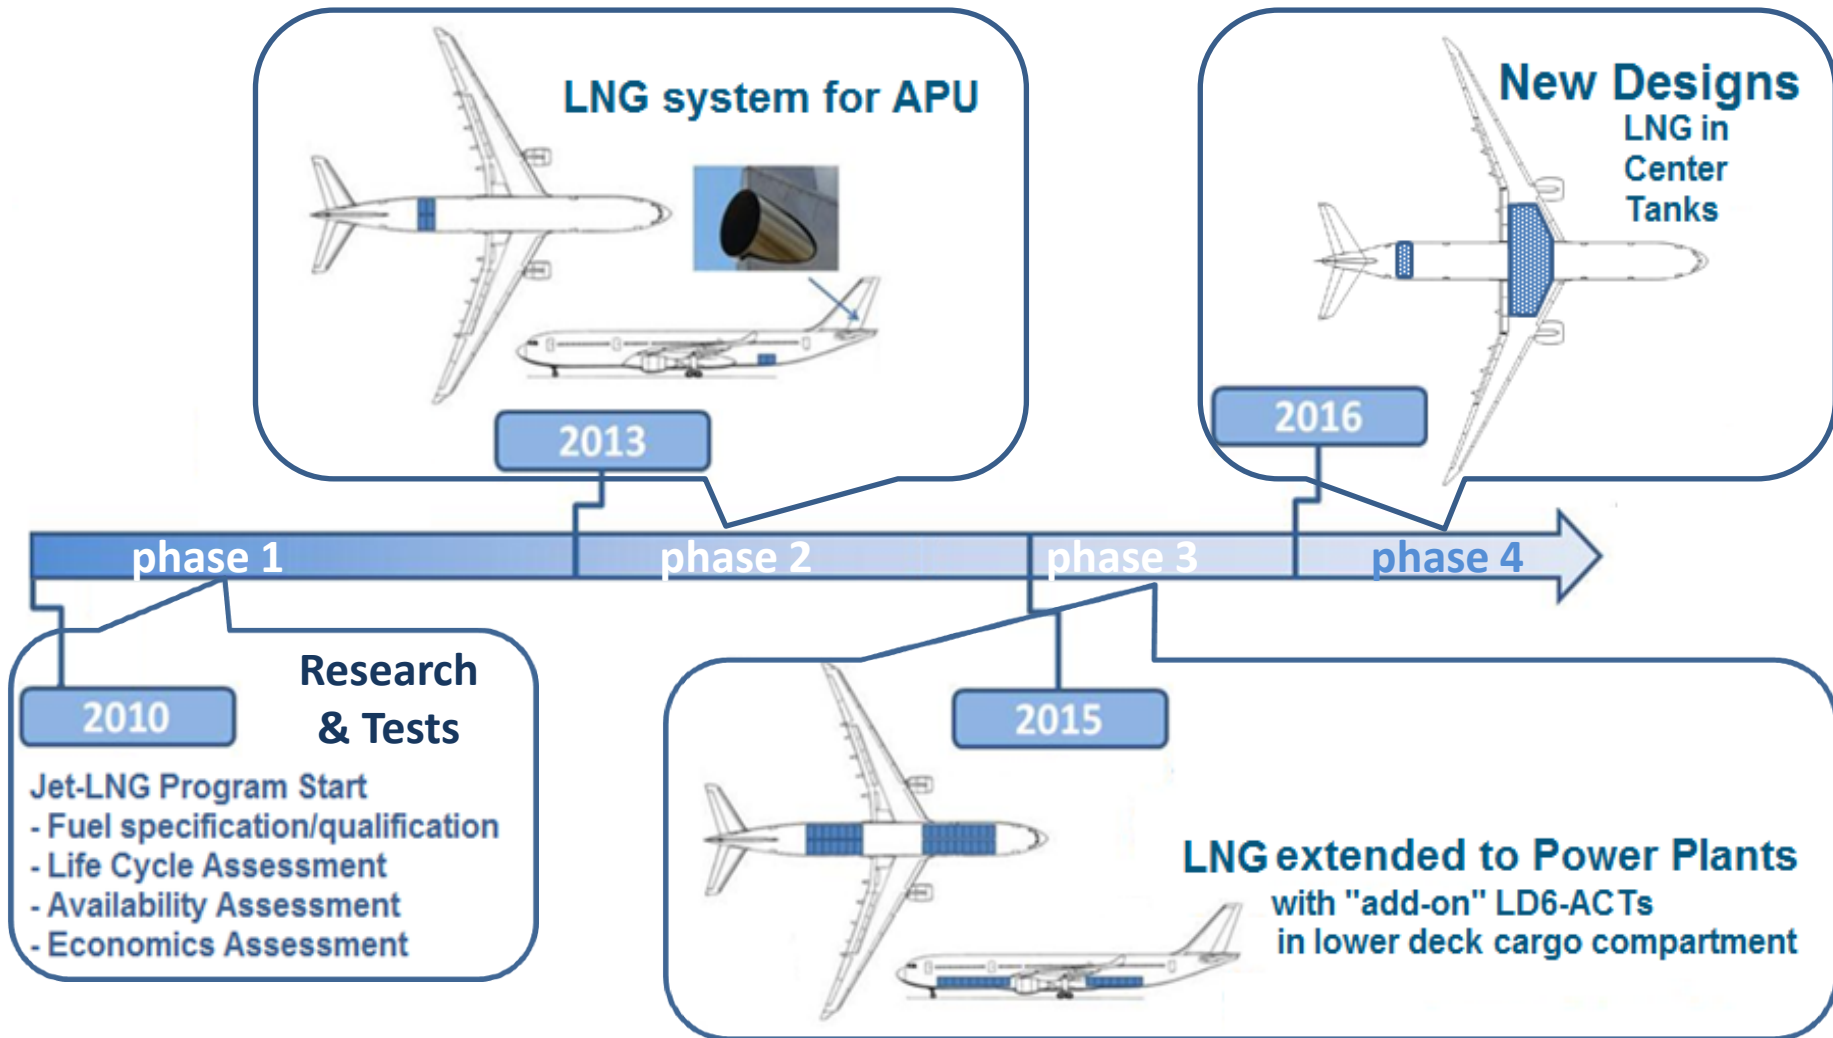 LNG system for APU
2013
New Designs
LNG in
Center
Tanks
2016
phase 1
phase 2
phase 3
phase 4
2010
Research
& Tests
Jet-LNG Program Start
- Fuel specification/qualification
- Life Cycle Assessment
- Availability Assessment
- Economics Assessment
2015
LNG extended to Power Plants
with "add-on" LD6-ACTs
in lower deck cargo compartment